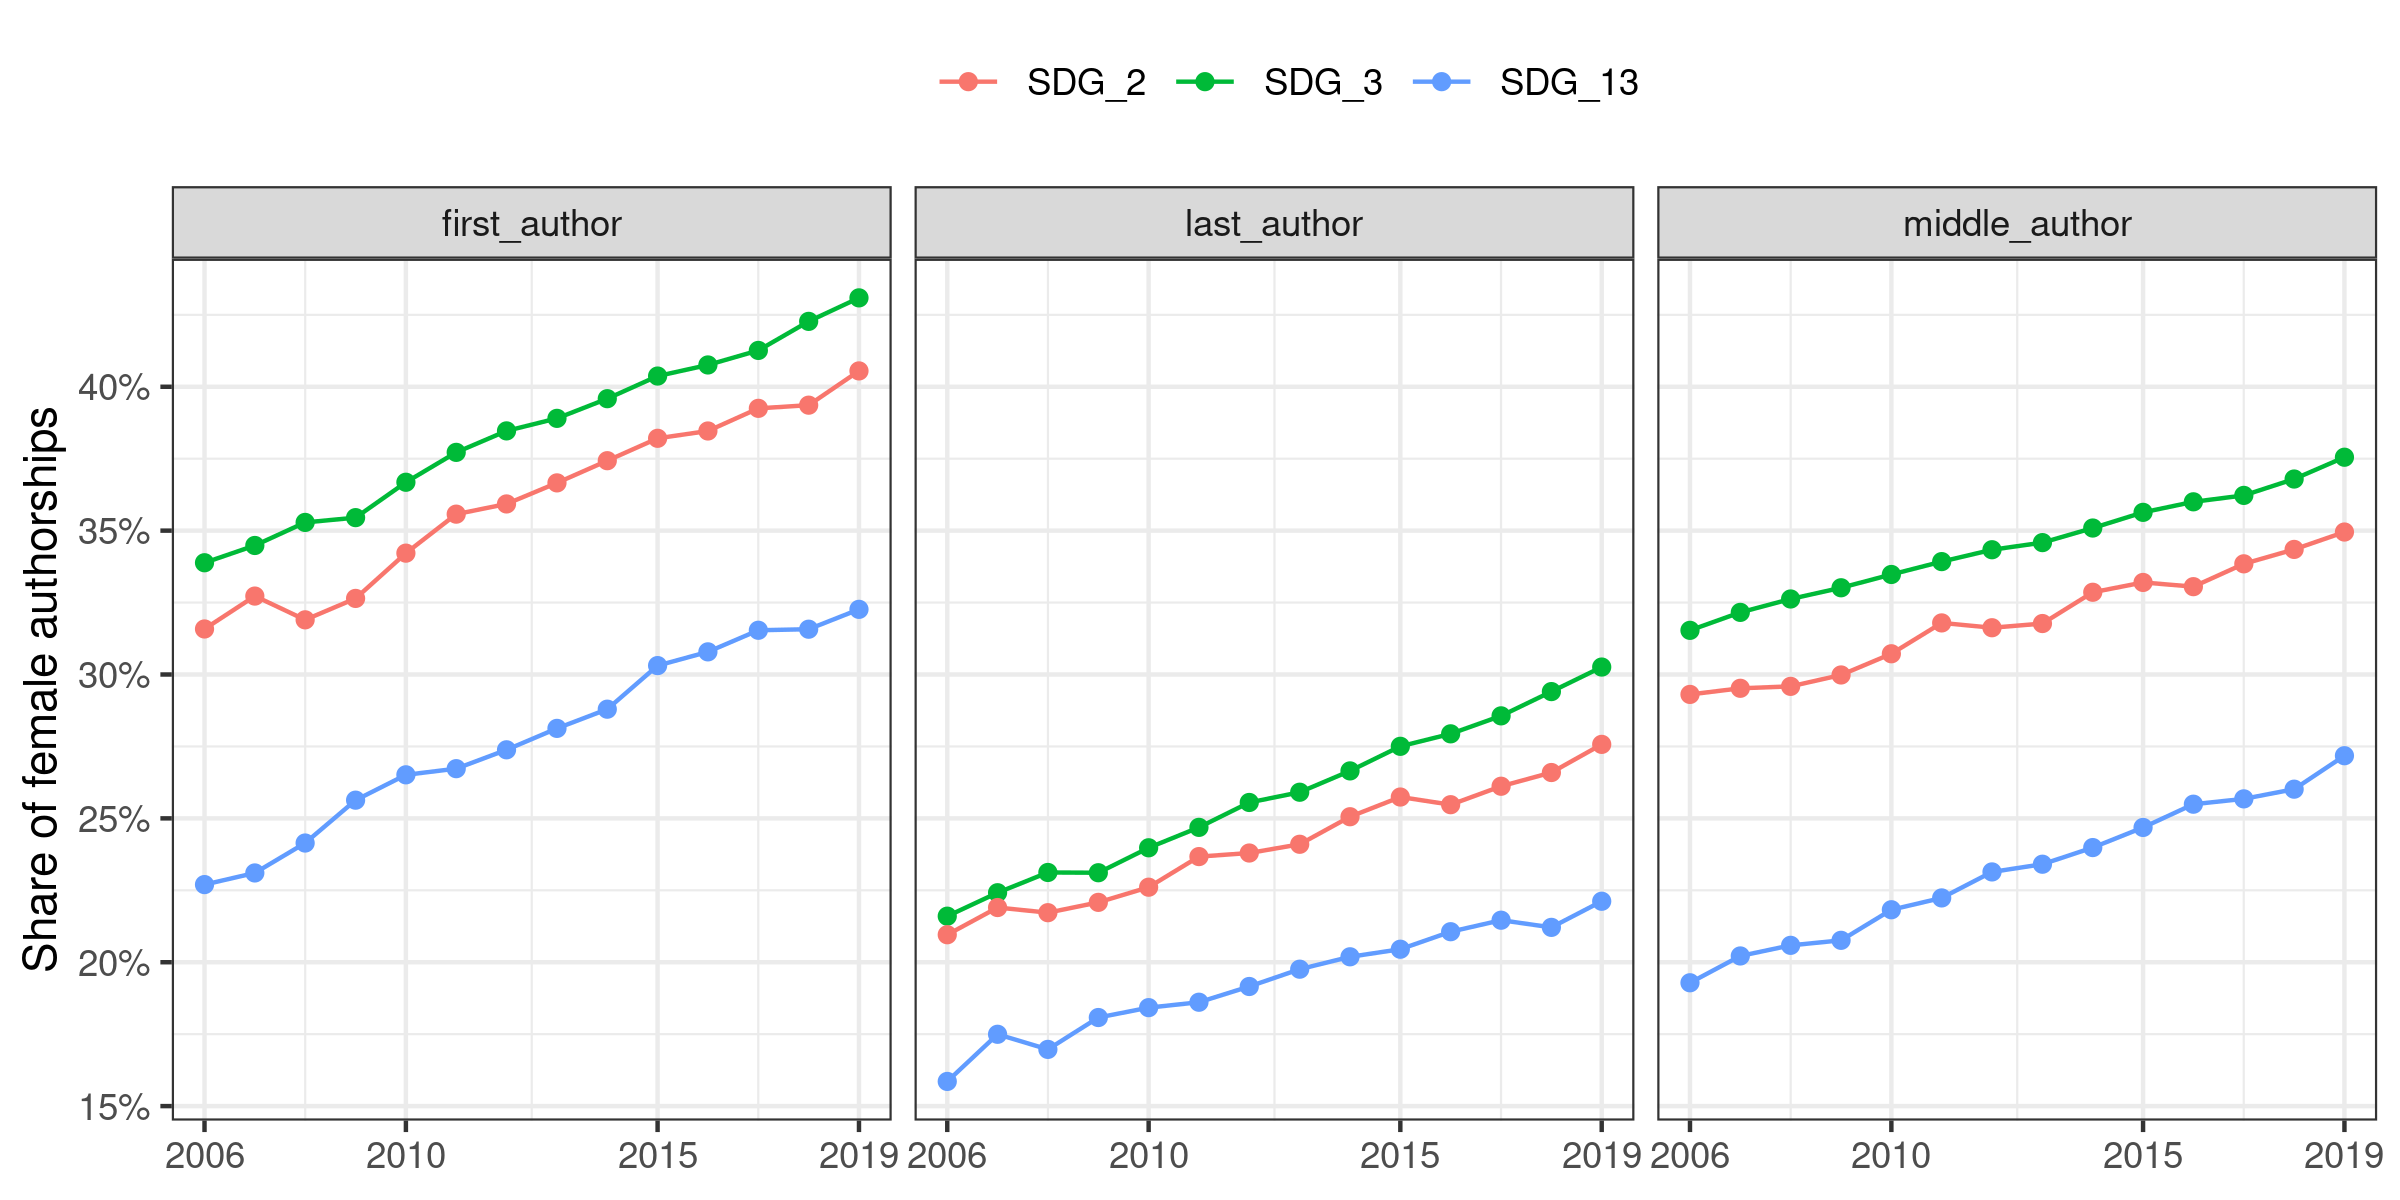 SDG_2 SDG_3 SDG_13
first_author last_author middle_author
Share of female authorships
40%
35%
30%
25%
20%
15%
2006 2010 2015 2019 2006 2010 2015 2019 2006 2010 2015 2019